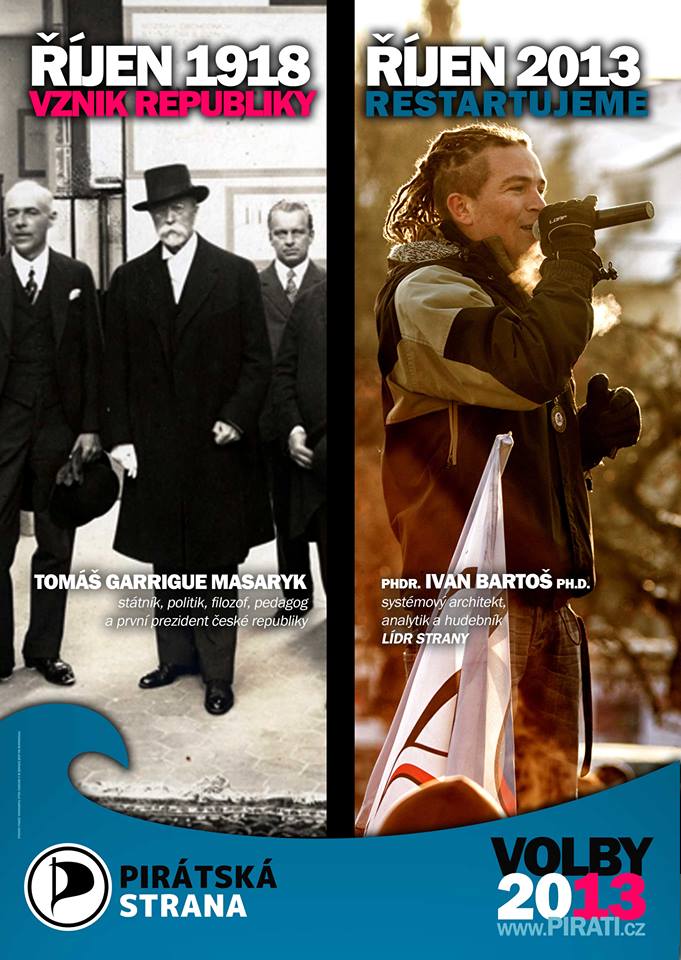 ŘÍJEN 1918
VZNIK REPUBLIKY
TOMÁŠ GARRIGUE MASARYK
státník, politik, filozof, pedagog
a první prezident české republiky
ŘÍJEN 2013
RESTARTUJEME
PHDR. IVAN BARTOŠ PH.D.
systémový architekt,
analytik a hudebník
LÍDR STRANY
PIRÁTSKÁ
STRANA
VOLBY
2013
www.PIRATI.cz